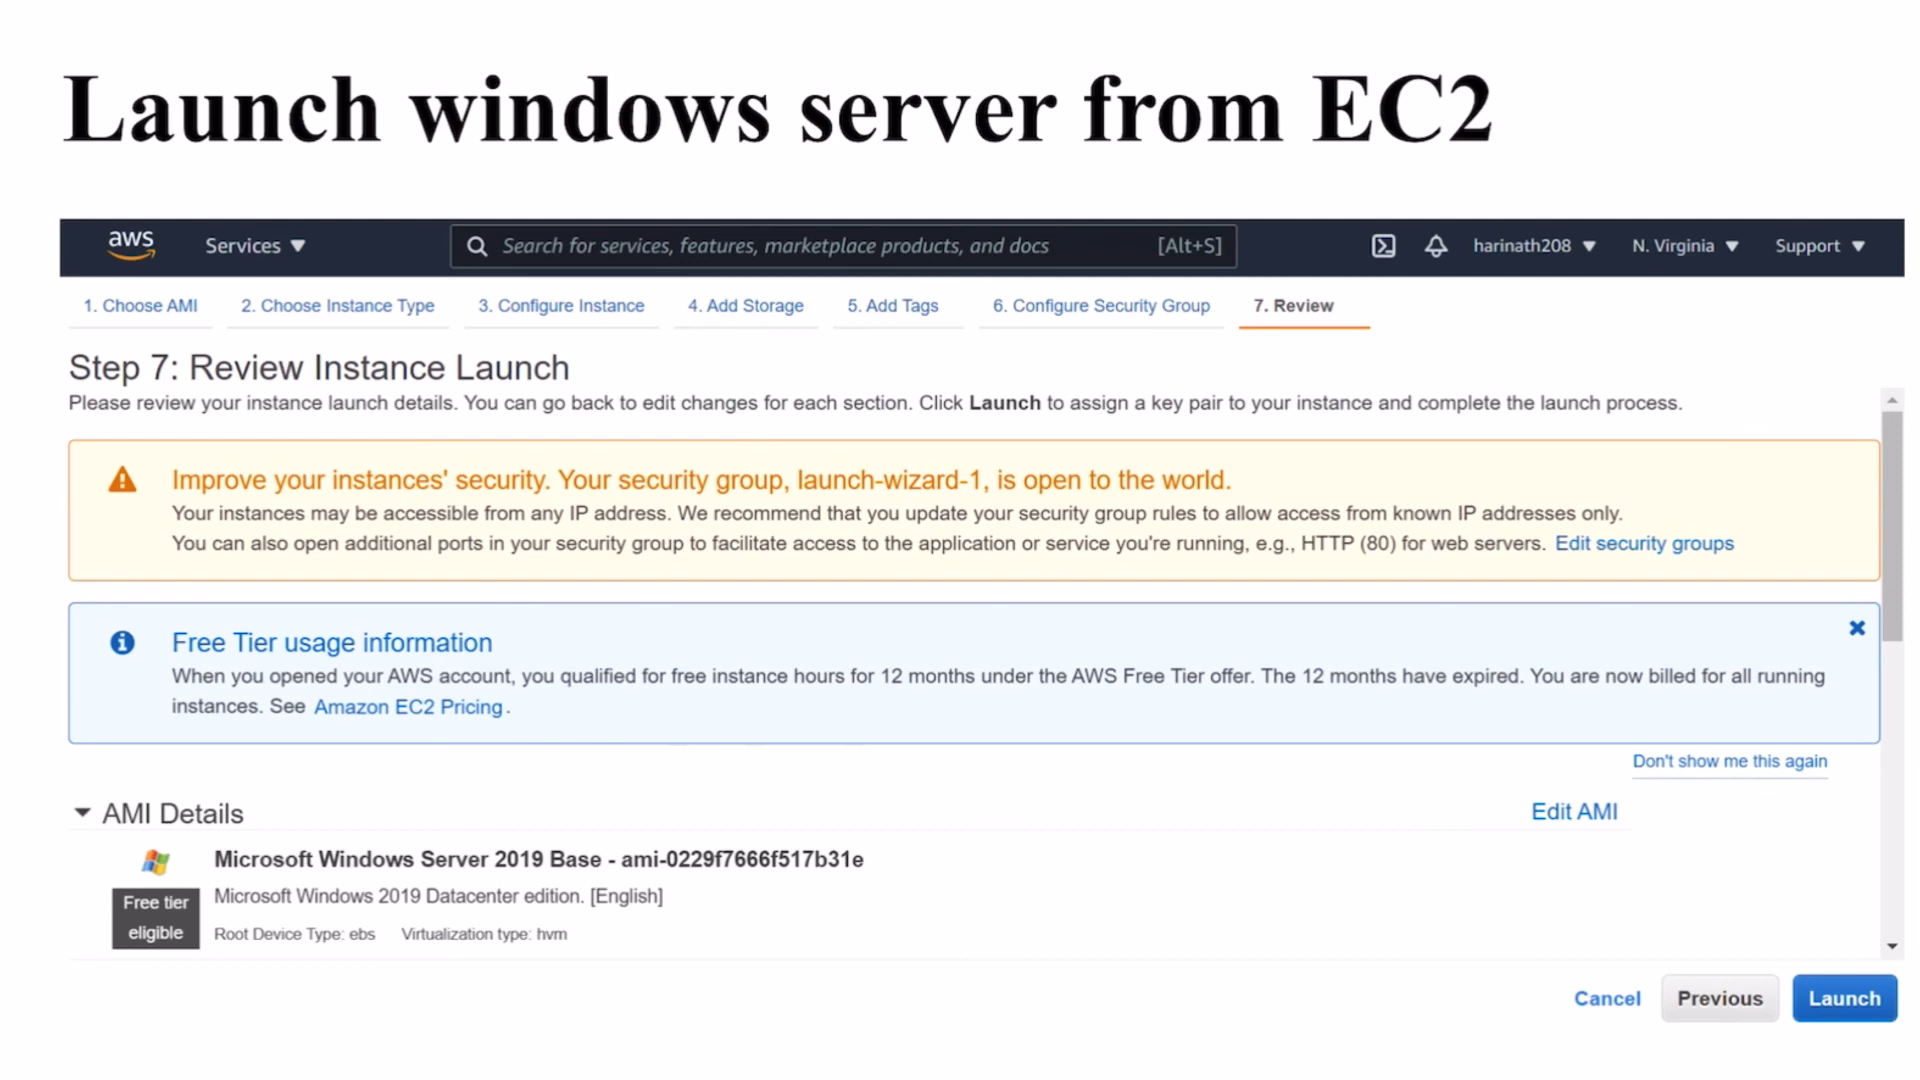 Launch windows server from EC2
aws Services Search for services, features, marketplace products, and docs [Alt+S] harinath208 N. Virginia Support
1. Choose AMI 2. Choose Instance Type 3. Configure Instance 4. Add Storage 5. Add Tags 6. Configure Security Group 7. Review
Step 7: Review Instance Launch
Please review your instance launch details. You can go back to edit changes for each section. Click Launch to assign a key pair to your instance and complete the launch process.
Improve your instances' security. Your security group, launch-wizard-1, is open to the world.
Your instances may be accessible from any IP address. We recommend that you update your security group rules to allow access from known IP addresses only.
You can also open additional ports in your security group to facilitate access to the application or service you're running, e.g., HTTP (80) for web servers. Edit security groups
Free Tier usage information
When you opened your AWS account, you qualified for free instance hours for 12 months under the AWS Free Tier offer. The 12 months have expired. You are now billed for all running
instances. See Amazon EC2 Pricing.
Don't show me this again
AMI Details Edit AMI
Microsoft Windows Server 2019 Base - ami-0229f7666f517b31e
Free tier
eligible
Microsoft Windows 2019 Datacenter edition. [English]
Root Device Type: ebs Virtualization type: hvm
Cancel Previous Launch